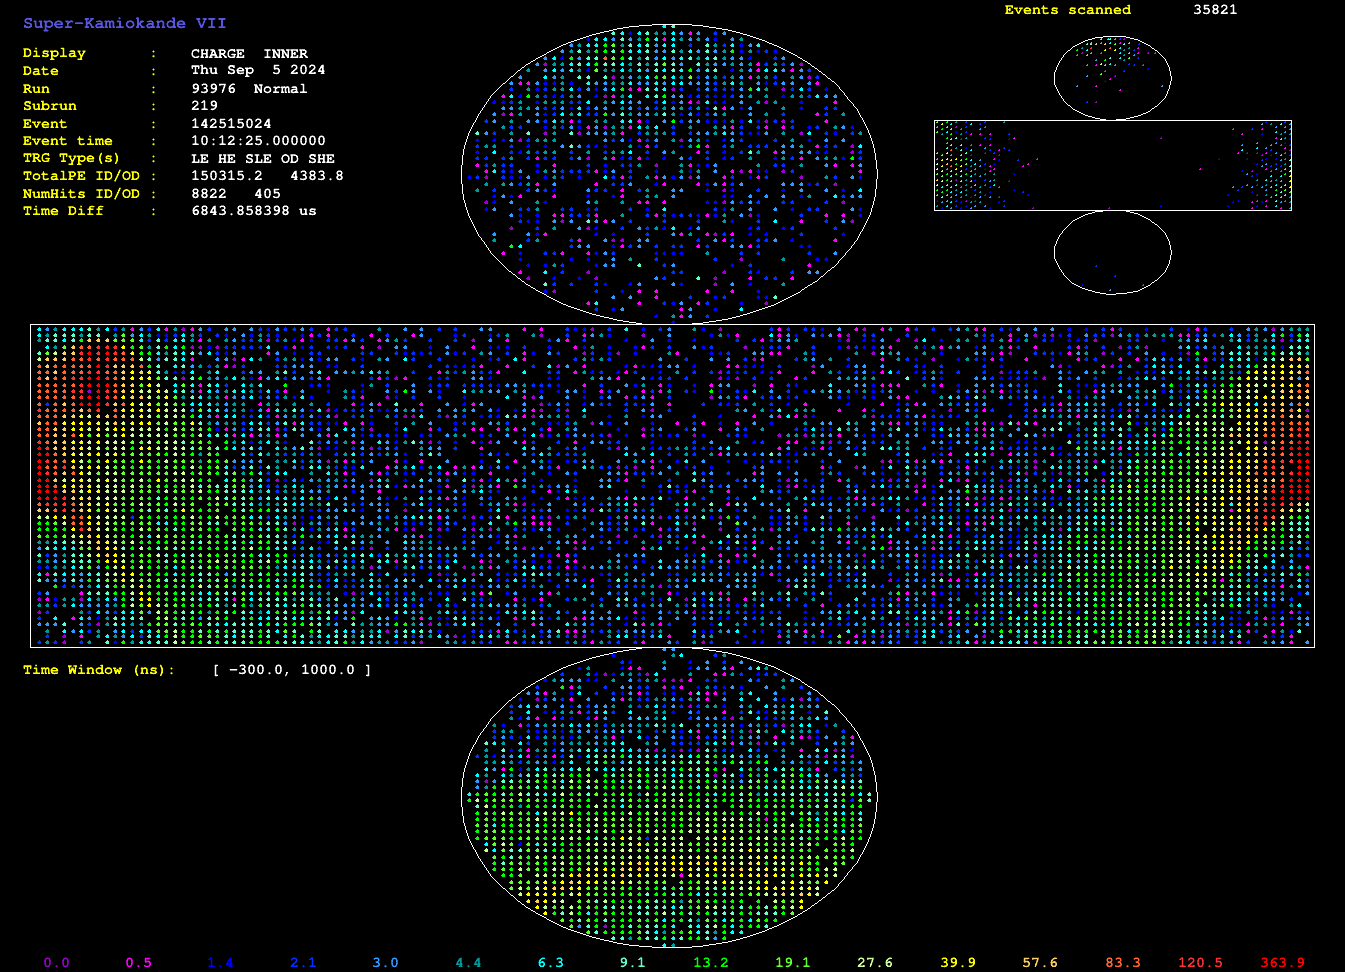 Super-Kamiokande VII
Events scanned 35821
Display : CHARGE INNER
Date : Thu Sep 5 2024
Run : 93976 Normal
Subrun : 219
Event : 142515024
Event time : 10:12:25.000000
TRG Type(s) : LE HE SLE OD SHE
TotalPE ID/OD : 150315.2 4383.8
NumHits ID/OD : 8822 405
Time Diff : 6843.858398 us
Time Window (ns): [ -300.0, 1000.0 ]
0.0 0.5 1.4 2.1 3.0 4.4 6.3 9.1 13.2 19.1 27.6 39.9 57.6 83.3 120.5 363.9